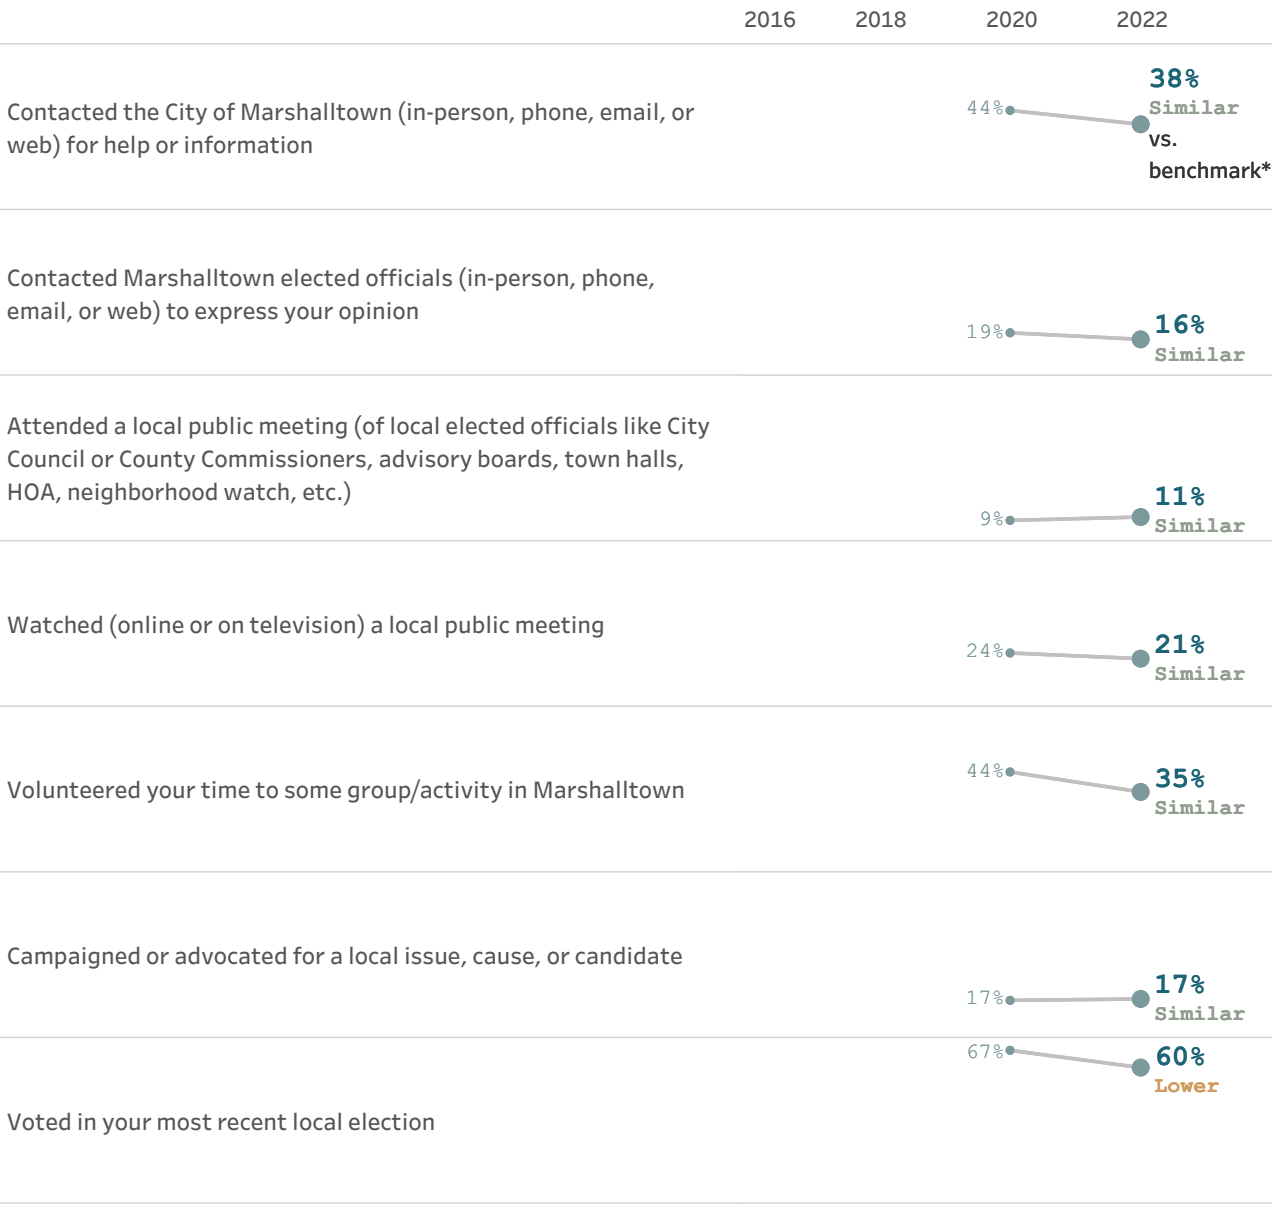 2016 2018 2020 2022
Contacted the City of Marshalltown (in-person, phone, email, or
web) for help or information
44%
38%
Similar
vs.
benchmark*
Contacted Marshalltown elected officials (in-person, phone,
email, or web) to express your opinion
19%
16%
Similar
Attended a local public meeting (of local elected officials like City
Council or County Commissioners, advisory boards, town halls,
HOA, neighborhood watch, etc.)
9%
11%
Similar
Watched (online or on television) a local public meeting
24%
21%
Similar
Volunteered your time to some group/activity in Marshalltown
44%
35%
Similar
Campaigned or advocated for a local issue, cause, or candidate
17%
17%
Similar
Voted in your most recent local election
67%
60%
Lower